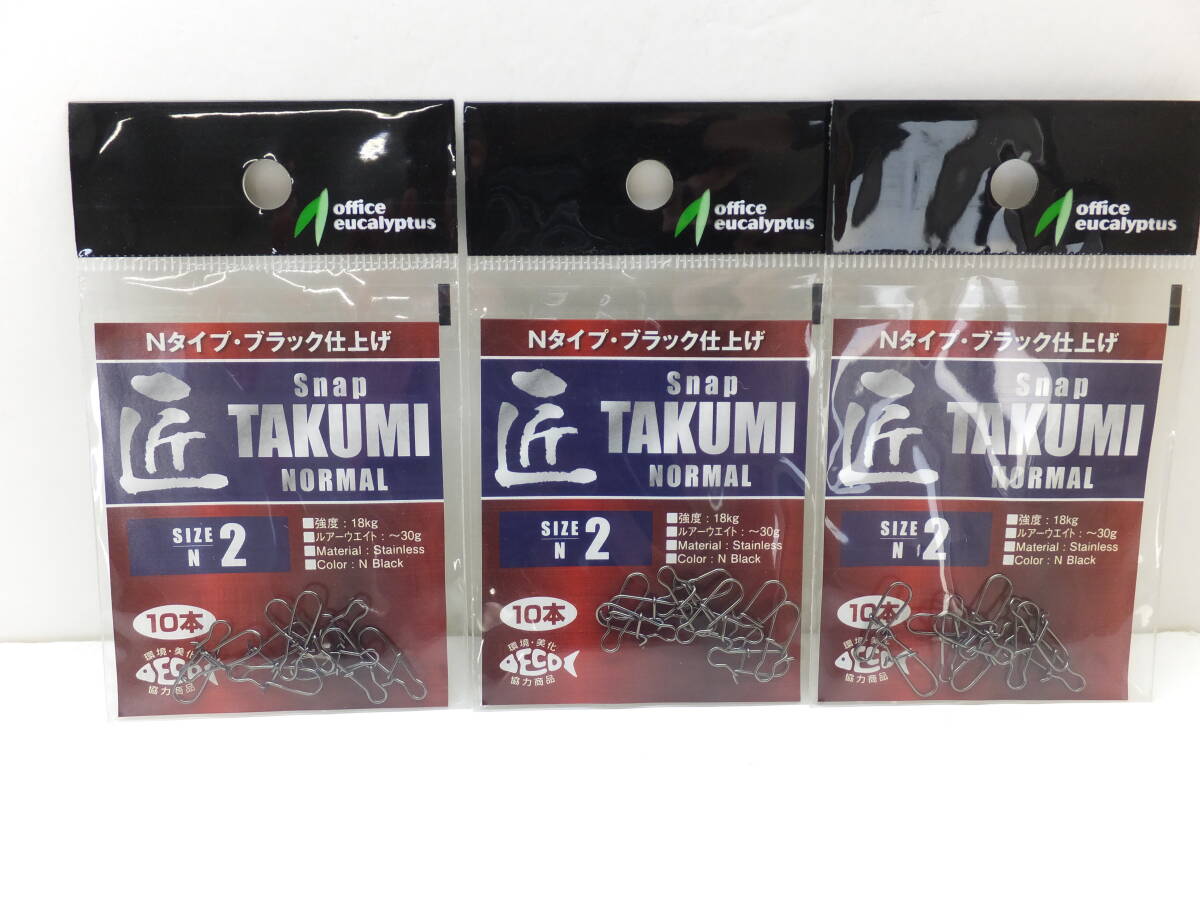 office
eucalyptus
Nタイプ・ブラック仕上げ
匠
Snap
TAKUMI
NORMAL
SIZE
N
2
■強度：18kg
■ルアーウエイト：～30g
■Material：Stainless
■Color：N Black
10本
環境・美化
ECO
協力商品
office
eucalyptus
Nタイプ・ブラック仕上げ
匠
Snap
TAKUMI
NORMAL
SIZE
N
2
■強度：18kg
■ルアーウエイト：～30g
■Material：Stainless
■Color：N Black
10本
環境・美化
ECO
協力商品
office
eucalyptus
Nタイプ・ブラック仕上げ
匠
Snap
TAKUMI
NORMAL
SIZE
N
2
■強度：18kg
■ルアーウエイト：～30g
■Material：Stainless
■Color：N Black
10本
環境・美化
ECO
協力商品